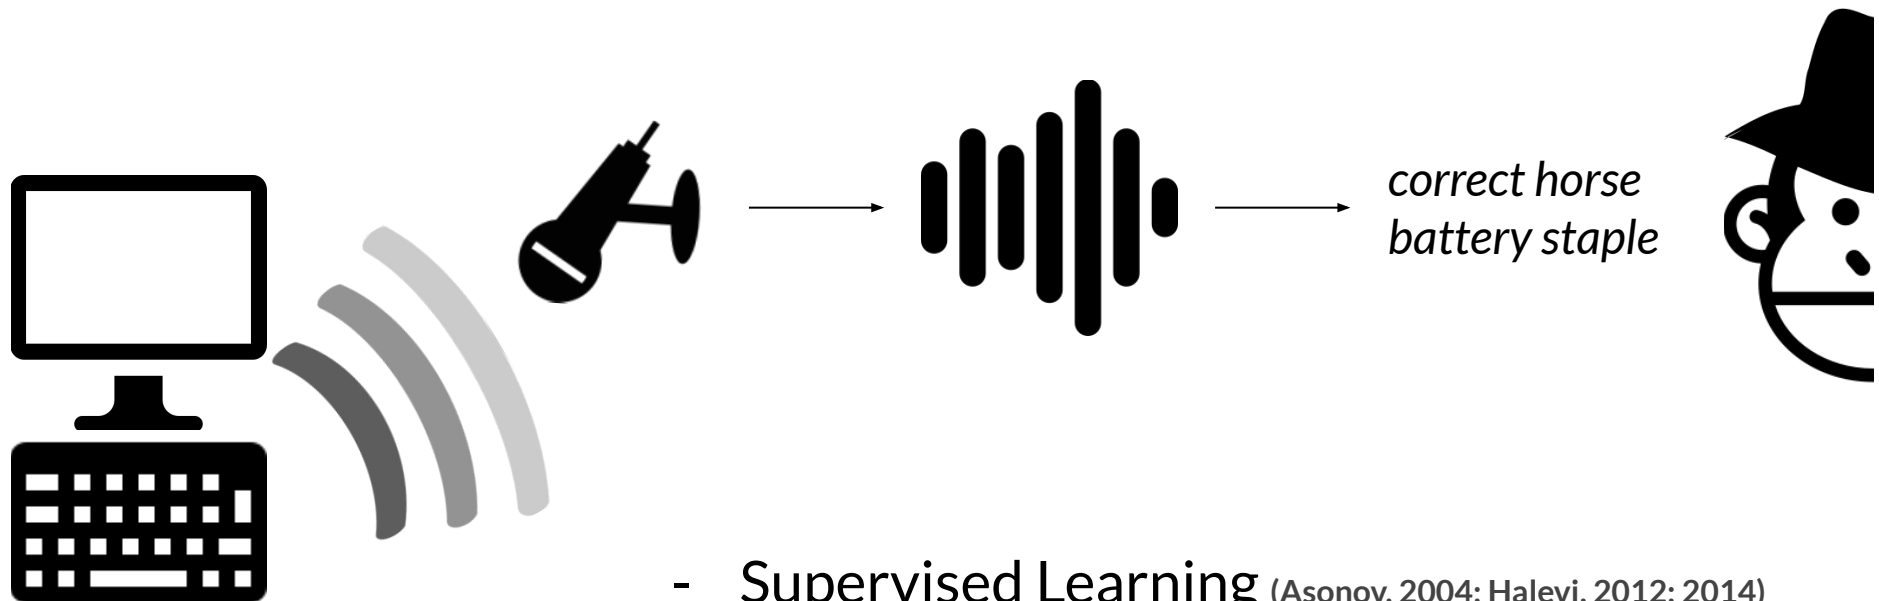 correct horse
battery staple
- Supervised Learning (Asonov, 2004; Halevi, 2012; 2014)